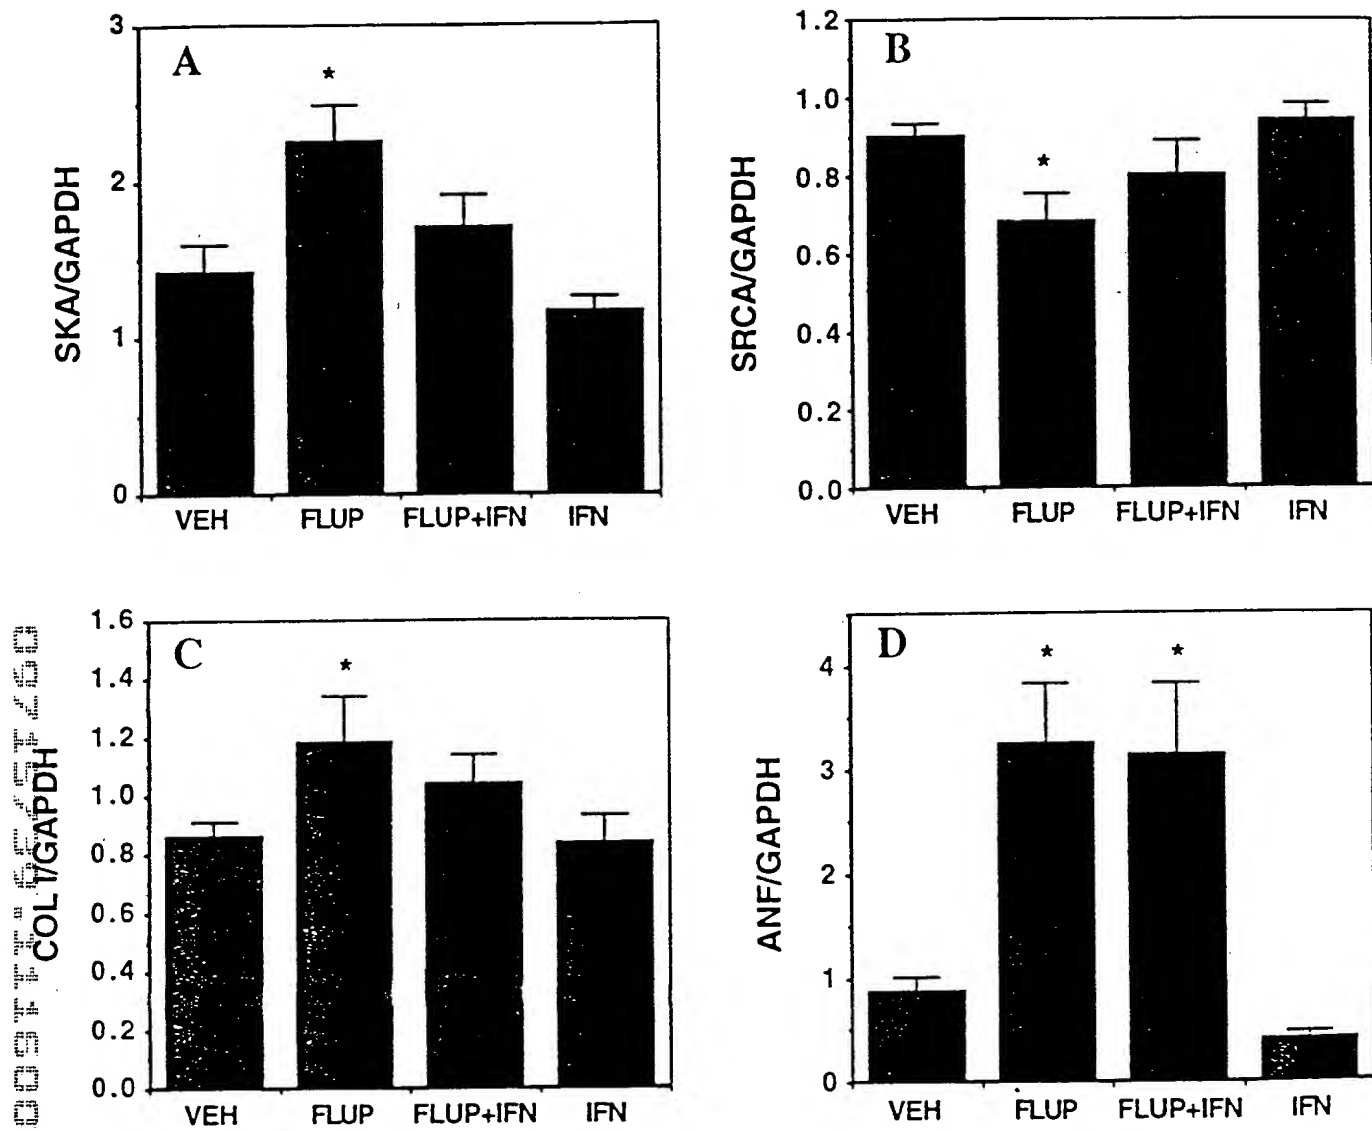 A
3
2
1
0
SKA/GAPDH
*
VEH FLUP FLUP+IFN IFN
B
1.2
1.0
0.8
0.6
0.4
0.2
0.0
SRCA/GAPDH
*
VEH FLUP FLUP+IFN IFN
C
1.6
1.4
1.2
1.0
0.8
0.6
0.4
0.2
0.0
COL I/GAPDH
*
VEH FLUP FLUP+IFN IFN
D
4
3
2
1
0
ANF/GAPDH
* *
VEH FLUP FLUP+IFN IFN